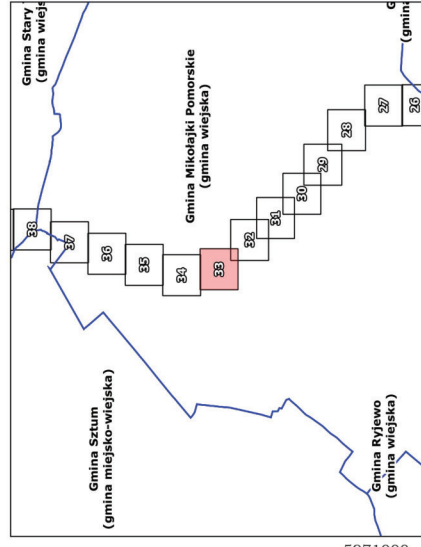 Gmina Sztum
(gmina miejsko-wiejska)
Gmina Stary
(gmina wiejs
Gmina Mikołajki Pomorskie
(gmina wiejska)
Gmina Ryjewo
(gmina wiejska)
(gmina
38
37
36
35
34
33
32
31
30
29
28
27
26